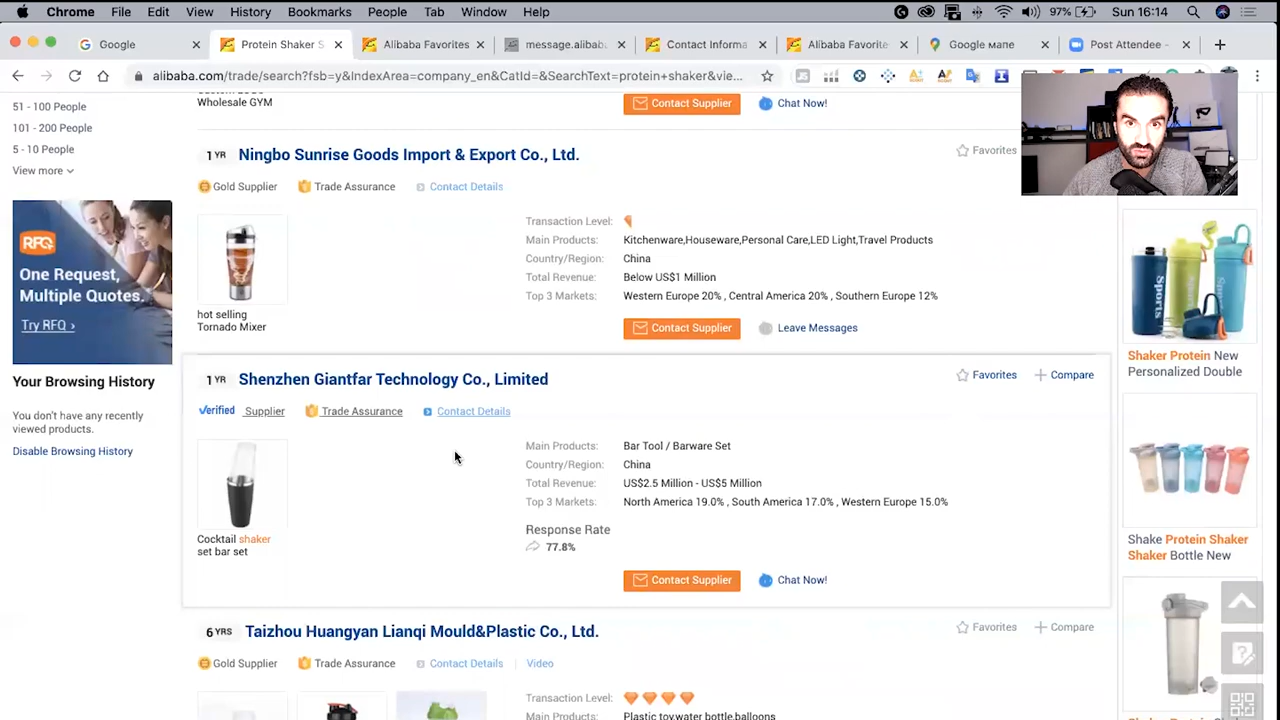 Chrome File Edit View History Bookmarks People Tab Window Help 97% Sun 16:14
Google Protein Shaker S Alibaba Favorites message.alibab Contact Informa Alibaba Favorite Google мапе Post Attendee -
alibaba.com/trade/search?fsb=y&IndexArea=company_en&CatId=&SearchText=protein+shaker&vie...
51 - 100 People
101 - 200 People
5 - 10 People
View more
RFQ
One Request,
Multiple Quotes.
Try RFQ >
Your Browsing History
You don't have any recently
viewed products.
Disable Browsing History
Wholesale GYM
Contact Supplier Chat Now!
1 YR Ningbo Sunrise Goods Import & Export Co., Ltd. Favorites
Gold Supplier Trade Assurance Contact Details
hot selling
Tornado Mixer
Transaction Level:
Main Products: Kitchenware,Houseware,Personal Care,LED Light,Travel Products
Country/Region: China
Total Revenue: Below US$1 Million
Top 3 Markets: Western Europe 20% , Central America 20% , Southern Europe 12%
Contact Supplier Leave Messages
1 YR Shenzhen Giantfar Technology Co., Limited Favorites Compare
Verified Supplier Trade Assurance Contact Details
Cocktail shaker
set bar set
Main Products: Bar Tool / Barware Set
Country/Region: China
Total Revenue: US$2.5 Million - US$5 Million
Top 3 Markets: North America 19.0% , South America 17.0% , Western Europe 15.0%
Response Rate
77.8%
Contact Supplier Chat Now!
6 YRS Taizhou Huangyan Lianqi Mould&Plastic Co., Ltd. Favorites Compare
Gold Supplier Trade Assurance Contact Details Video
Transaction Level:
Main Products: Plastic toy,water bottle,balloons
Sports
Shaker Protein New
Personalized Double
Shake Protein Shaker
Shaker Bottle New